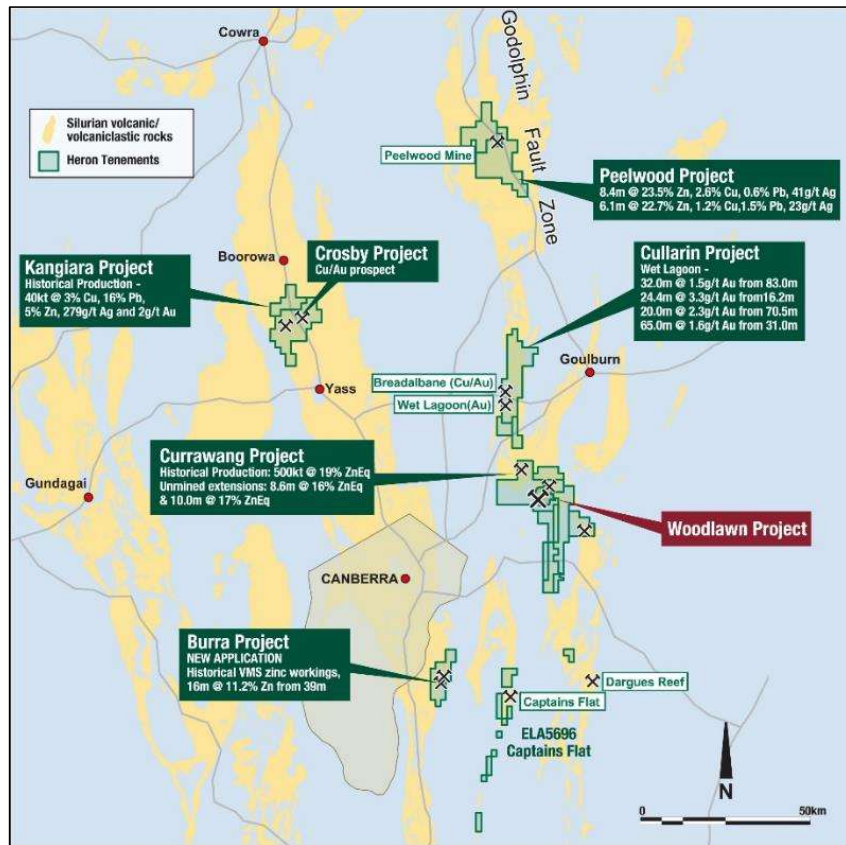 Cowra
Godolphin
Fault
Zone
Silurian volcanic/
volcaniclastic rocks
Heron Tenements
Peelwood Mine
Peelwood Project
8.4m @ 23.5% Zn, 2.6% Cu, 0.6% Pb, 41g/t Ag
6.1m @ 22.7% Zn, 1.2% Cu,1.5% Pb, 23g/t Ag
Kangiara Project
Historical Production -
40kt @ 3% Cu, 16% Pb,
5% Zn, 279g/t Ag and 2g/t Au
Boorowa
Crosby Project
Cu/Au prospect
Cullarin Project
Wet Lagoon -
32.0m @ 1.5g/t Au from 83.0m
24.4m @ 3.3g/t Au from16.2m
20.0m @ 2.3g/t Au from 70.5m
65.0m @ 1.6g/t Au from 31.0m
Goulburn
Yass
Breadalbane (Cu/Au)
Wet Lagoon(Au)
Currawang Project
Historical Production: 500kt @ 19% ZnEq
Unmined extensions: 8.6m @ 16% ZnEq
& 10.0m @ 17% ZnEq
Gundagai
Woodlawn Project
CANBERRA
Burra Project
NEW APPLICATION
Historical VMS zinc workings,
16m @ 11.2% Zn from 39m
Captains Flat
Dargues Reef
ELA5696
Captains Flat
N
0 50km